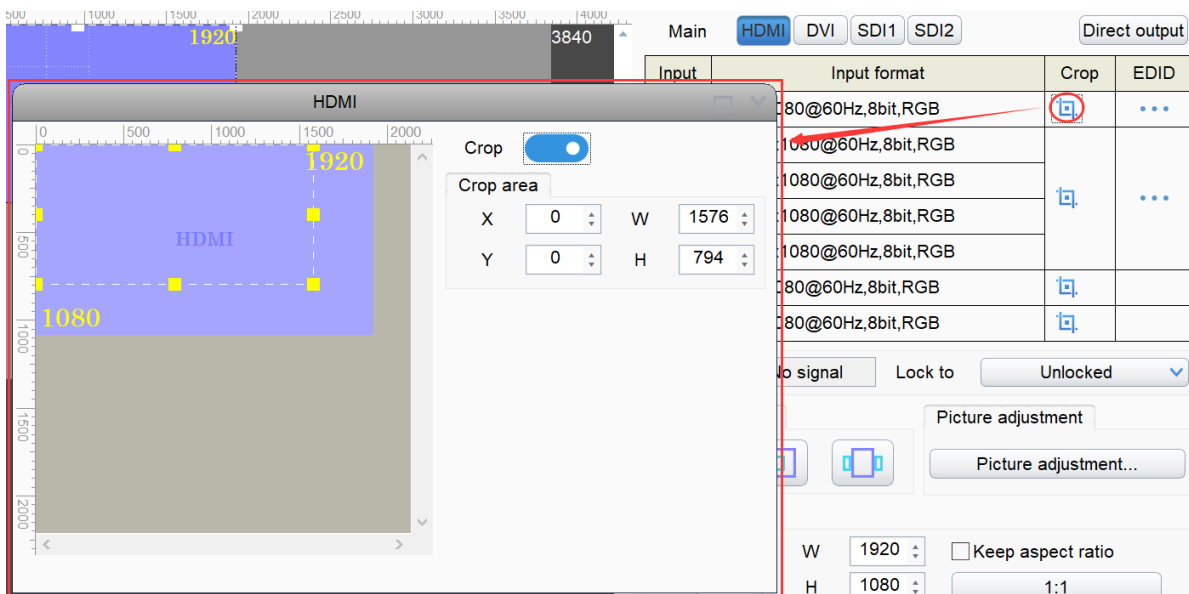 500 1000 1500 2000 2500 3000 3500 4000
1920
3840
Main HDMI DVI SDI1 SDI2 Direct output
Input Input format Crop EDID
HDMI
080@60Hz,8bit,RGB
1080@60Hz,8bit,RGB
1080@60Hz,8bit,RGB
1080@60Hz,8bit,RGB
1080@60Hz,8bit,RGB
080@60Hz,8bit,RGB
080@60Hz,8bit,RGB
0 500 1000 1500 2000
0
500
1000
1500
2000
1920
HDMI
1080
Crop
Crop area
X 0 W 1576
Y 0 H 794
No signal Lock to Unlocked
Picture adjustment
Picture adjustment...
W 1920 Keep aspect ratio
H 1080 1:1